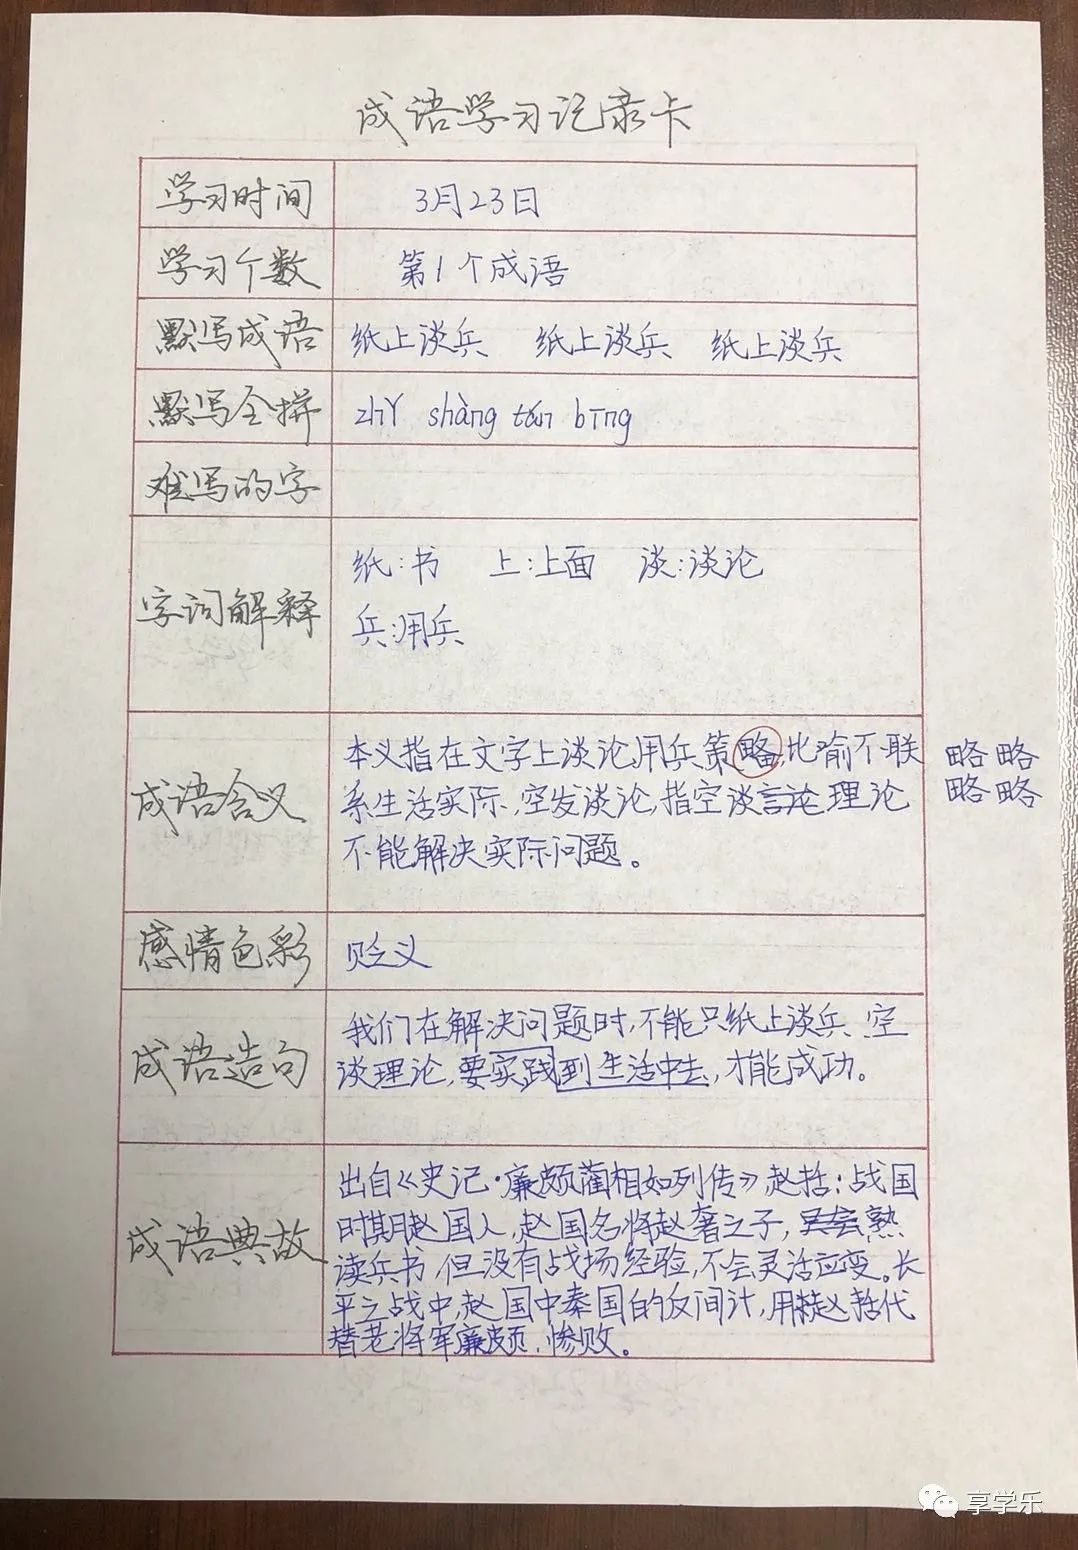 成语学习记录卡
学习时间 3月23日
学习个数 第1个成语
默写成语 纸上谈兵 纸上谈兵 纸上谈兵
默写全拼 zhǐ shàng tán bīng
难写的字
字词解释
纸:书 上:上面 谈:谈论
兵:用兵
成语含义
本义指在文字上谈论用兵策略,比喻不联
系生活实际,空发谈论,指空谈言论理论
不能解决实际问题。
略略
略略
感情色彩 贬义
成语造句
我们在解决问题时,不能只纸上谈兵、空
谈理论,要实践到生活中去,才能成功。
成语典故
出自《史记·廉颇蔺相如列传》,赵括:战国
时期赵国人,赵国名将赵奢之子,熟
读兵书,但没有战场经验,不会灵活应变。长
平之战中,赵国中秦国的反间计,用赵括代
替老将军廉颇,惨败。
享学乐